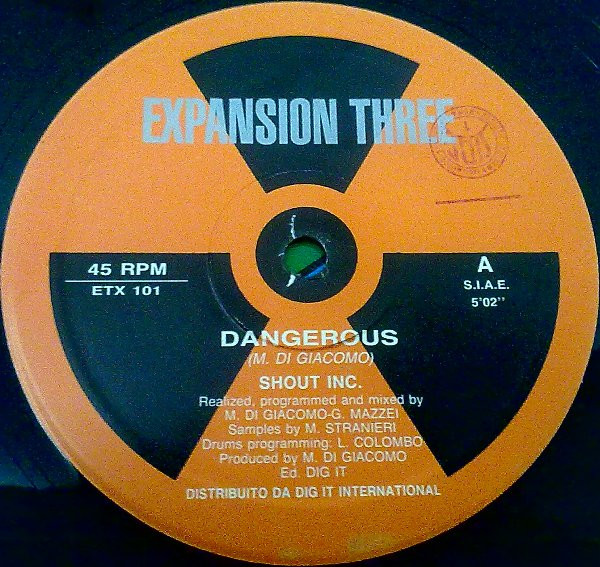 EXPANSION THREE
45 RPM
ETX 101
A
S.I.A.E.
5'02''
DANGEROUS
(M. DI GIACOMO)
SHOUT INC.
Realized, programmed and mixed by
M. DI GIACOMO-G. MAZZEI
Samples by M. STRANIERI
Drums programming: L. COLOMBO
Produced by M. DI GIACOMO
Ed. DIG IT
DISTRIBUITO DA DIG IT INTERNATIONAL